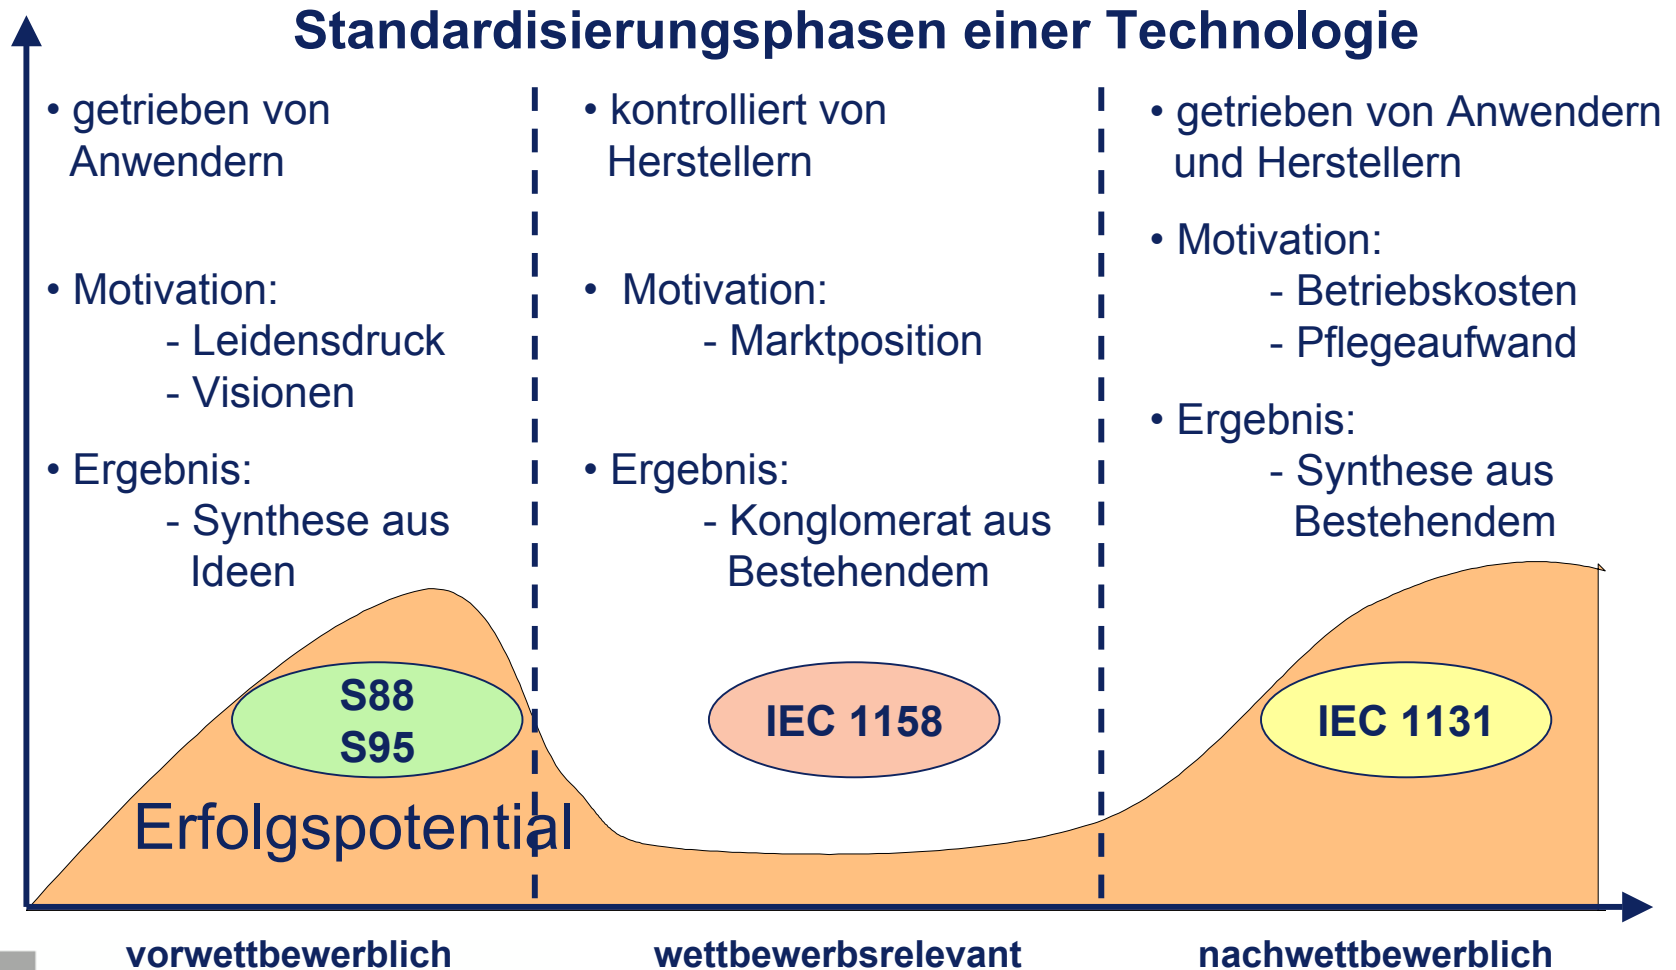 Standardisierungsphasen einer Technologie
• getrieben von
Anwendern
• Motivation:
- Leidensdruck
- Visionen
• Ergebnis:
- Synthese aus
Ideen
• kontrolliert von
Herstellern
• Motivation:
- Marktposition
• Ergebnis:
- Konglomerat aus
Bestehendem
• getrieben von Anwendern
und Herstellern
• Motivation:
- Betriebskosten
- Pflegeaufwand
• Ergebnis:
- Synthese aus
Bestehendem
S88
S95
IEC 1158
IEC 1131
Erfolgspotential
vorwettbewerblich
wettbewerbsrelevant
nachwettbewerblich